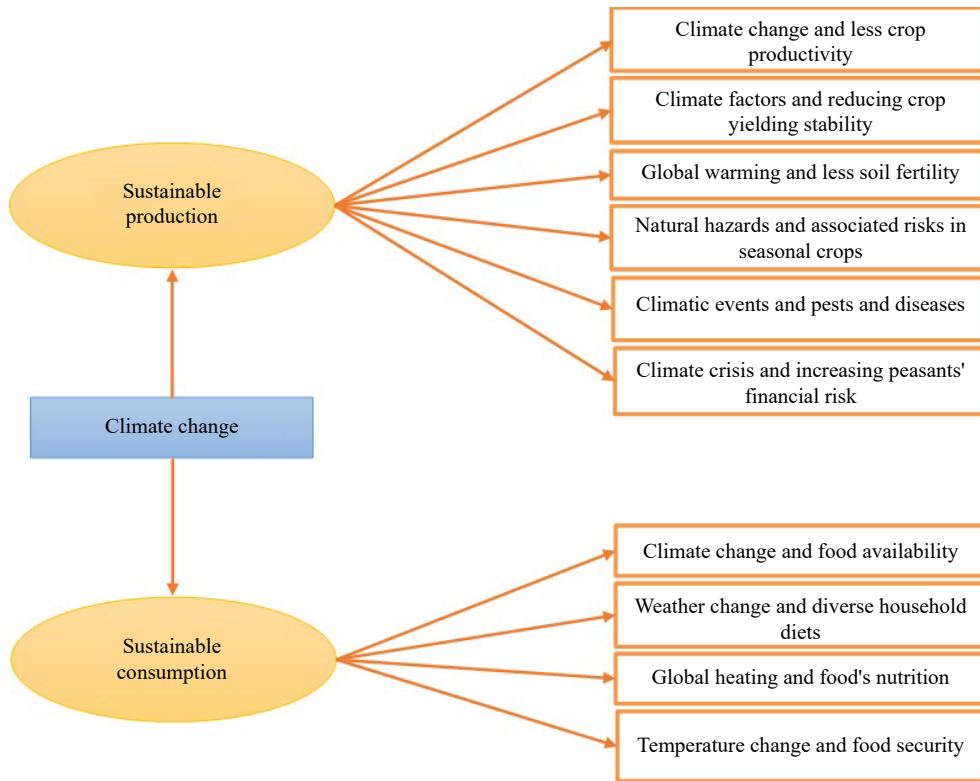 Climate change and less crop
productivity
Climate factors and reducing crop
yielding stability
Sustainable
production
Global warming and less soil fertility
Natural hazards and associated risks in
seasonal crops
Climatic events and pests and diseases
Climate crisis and increasing peasants'
financial risk
Climate change
Climate change and food availability
Weather change and diverse household
diets
Sustainable
consumption
Global heating and food's nutrition
Temperature change and food security